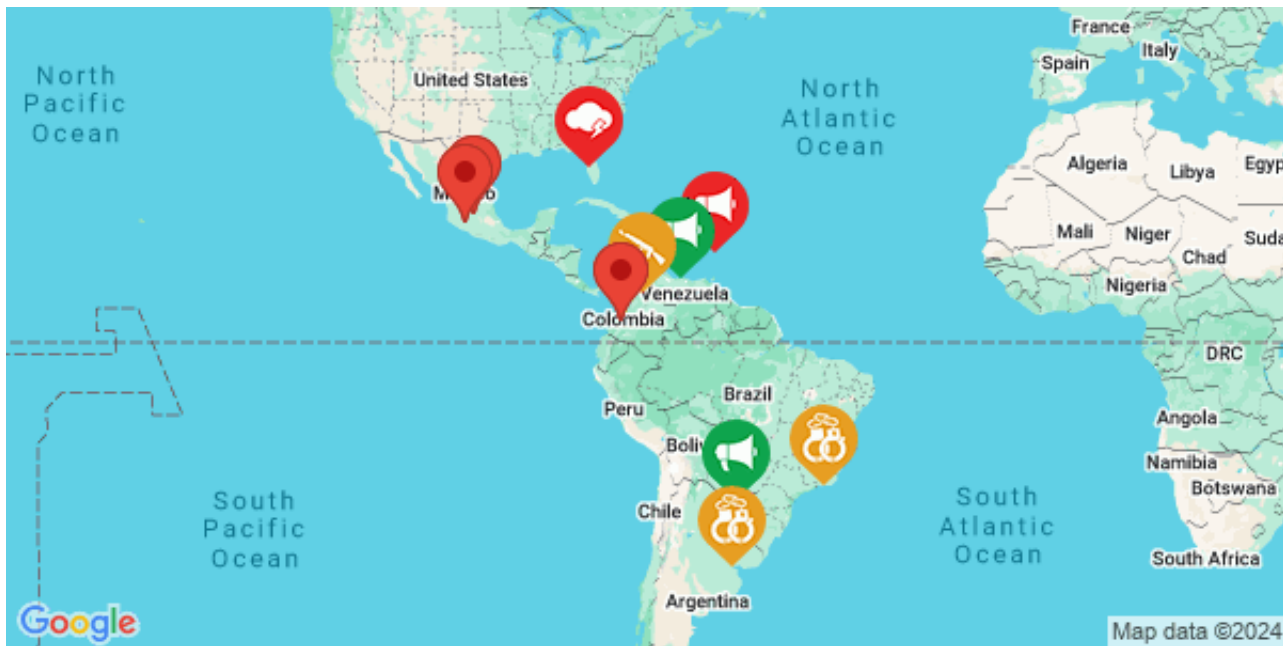 France
Italy
Spain
North
Pacific
Ocean
United States
North
Atlantic
Ocean
Algeria
Libya
Egyp
Mali
Niger
Suda
Chad
Nigeria
Venezuela
Colombia
DRC
Brazil
Peru
Angola
Boliv
Namibia
Botswana
South
Pacific
Ocean
Chile
South
Atlantic
Ocean
South Africa
Argentina
Google
Map data ©2024